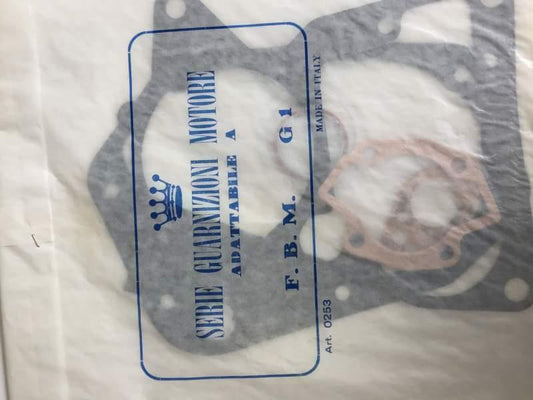 SERIE GUARNIZIONI MOTORE
ADATTABILE A
F. B. M. G 1
MADE IN ITALY
Art. 0253